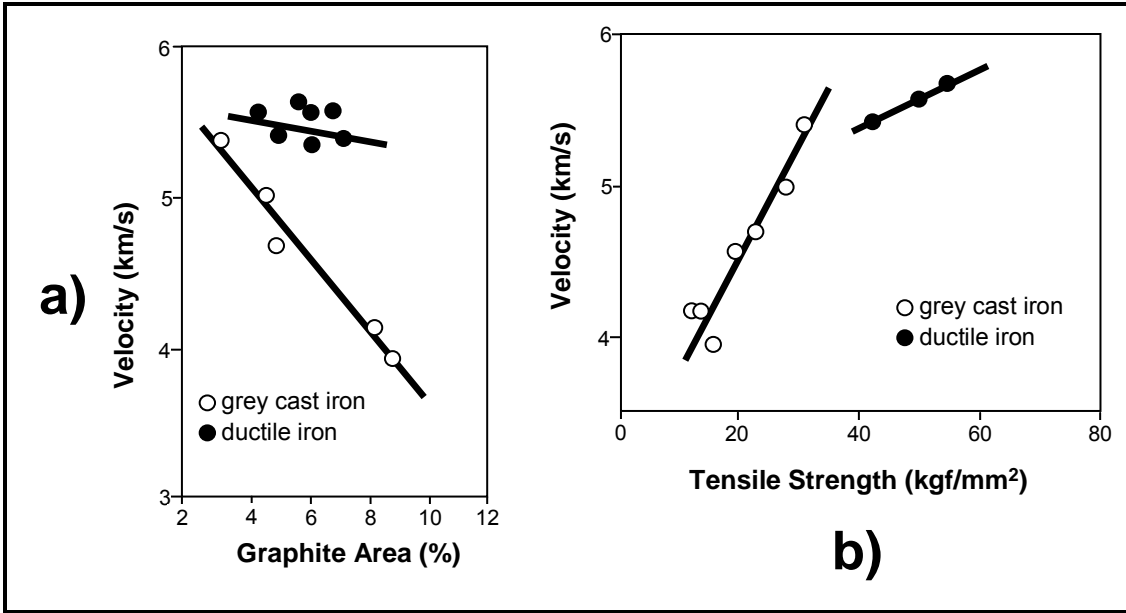 a)
Velocity (km/s)
6
5
4
3
2 4 6 8 10 12
Graphite Area (%)
grey cast iron
ductile iron
Velocity (km/s)
6
5
4
0 20 40 60 80
Tensile Strength (kgf/mm²)
grey cast iron
ductile iron
b)